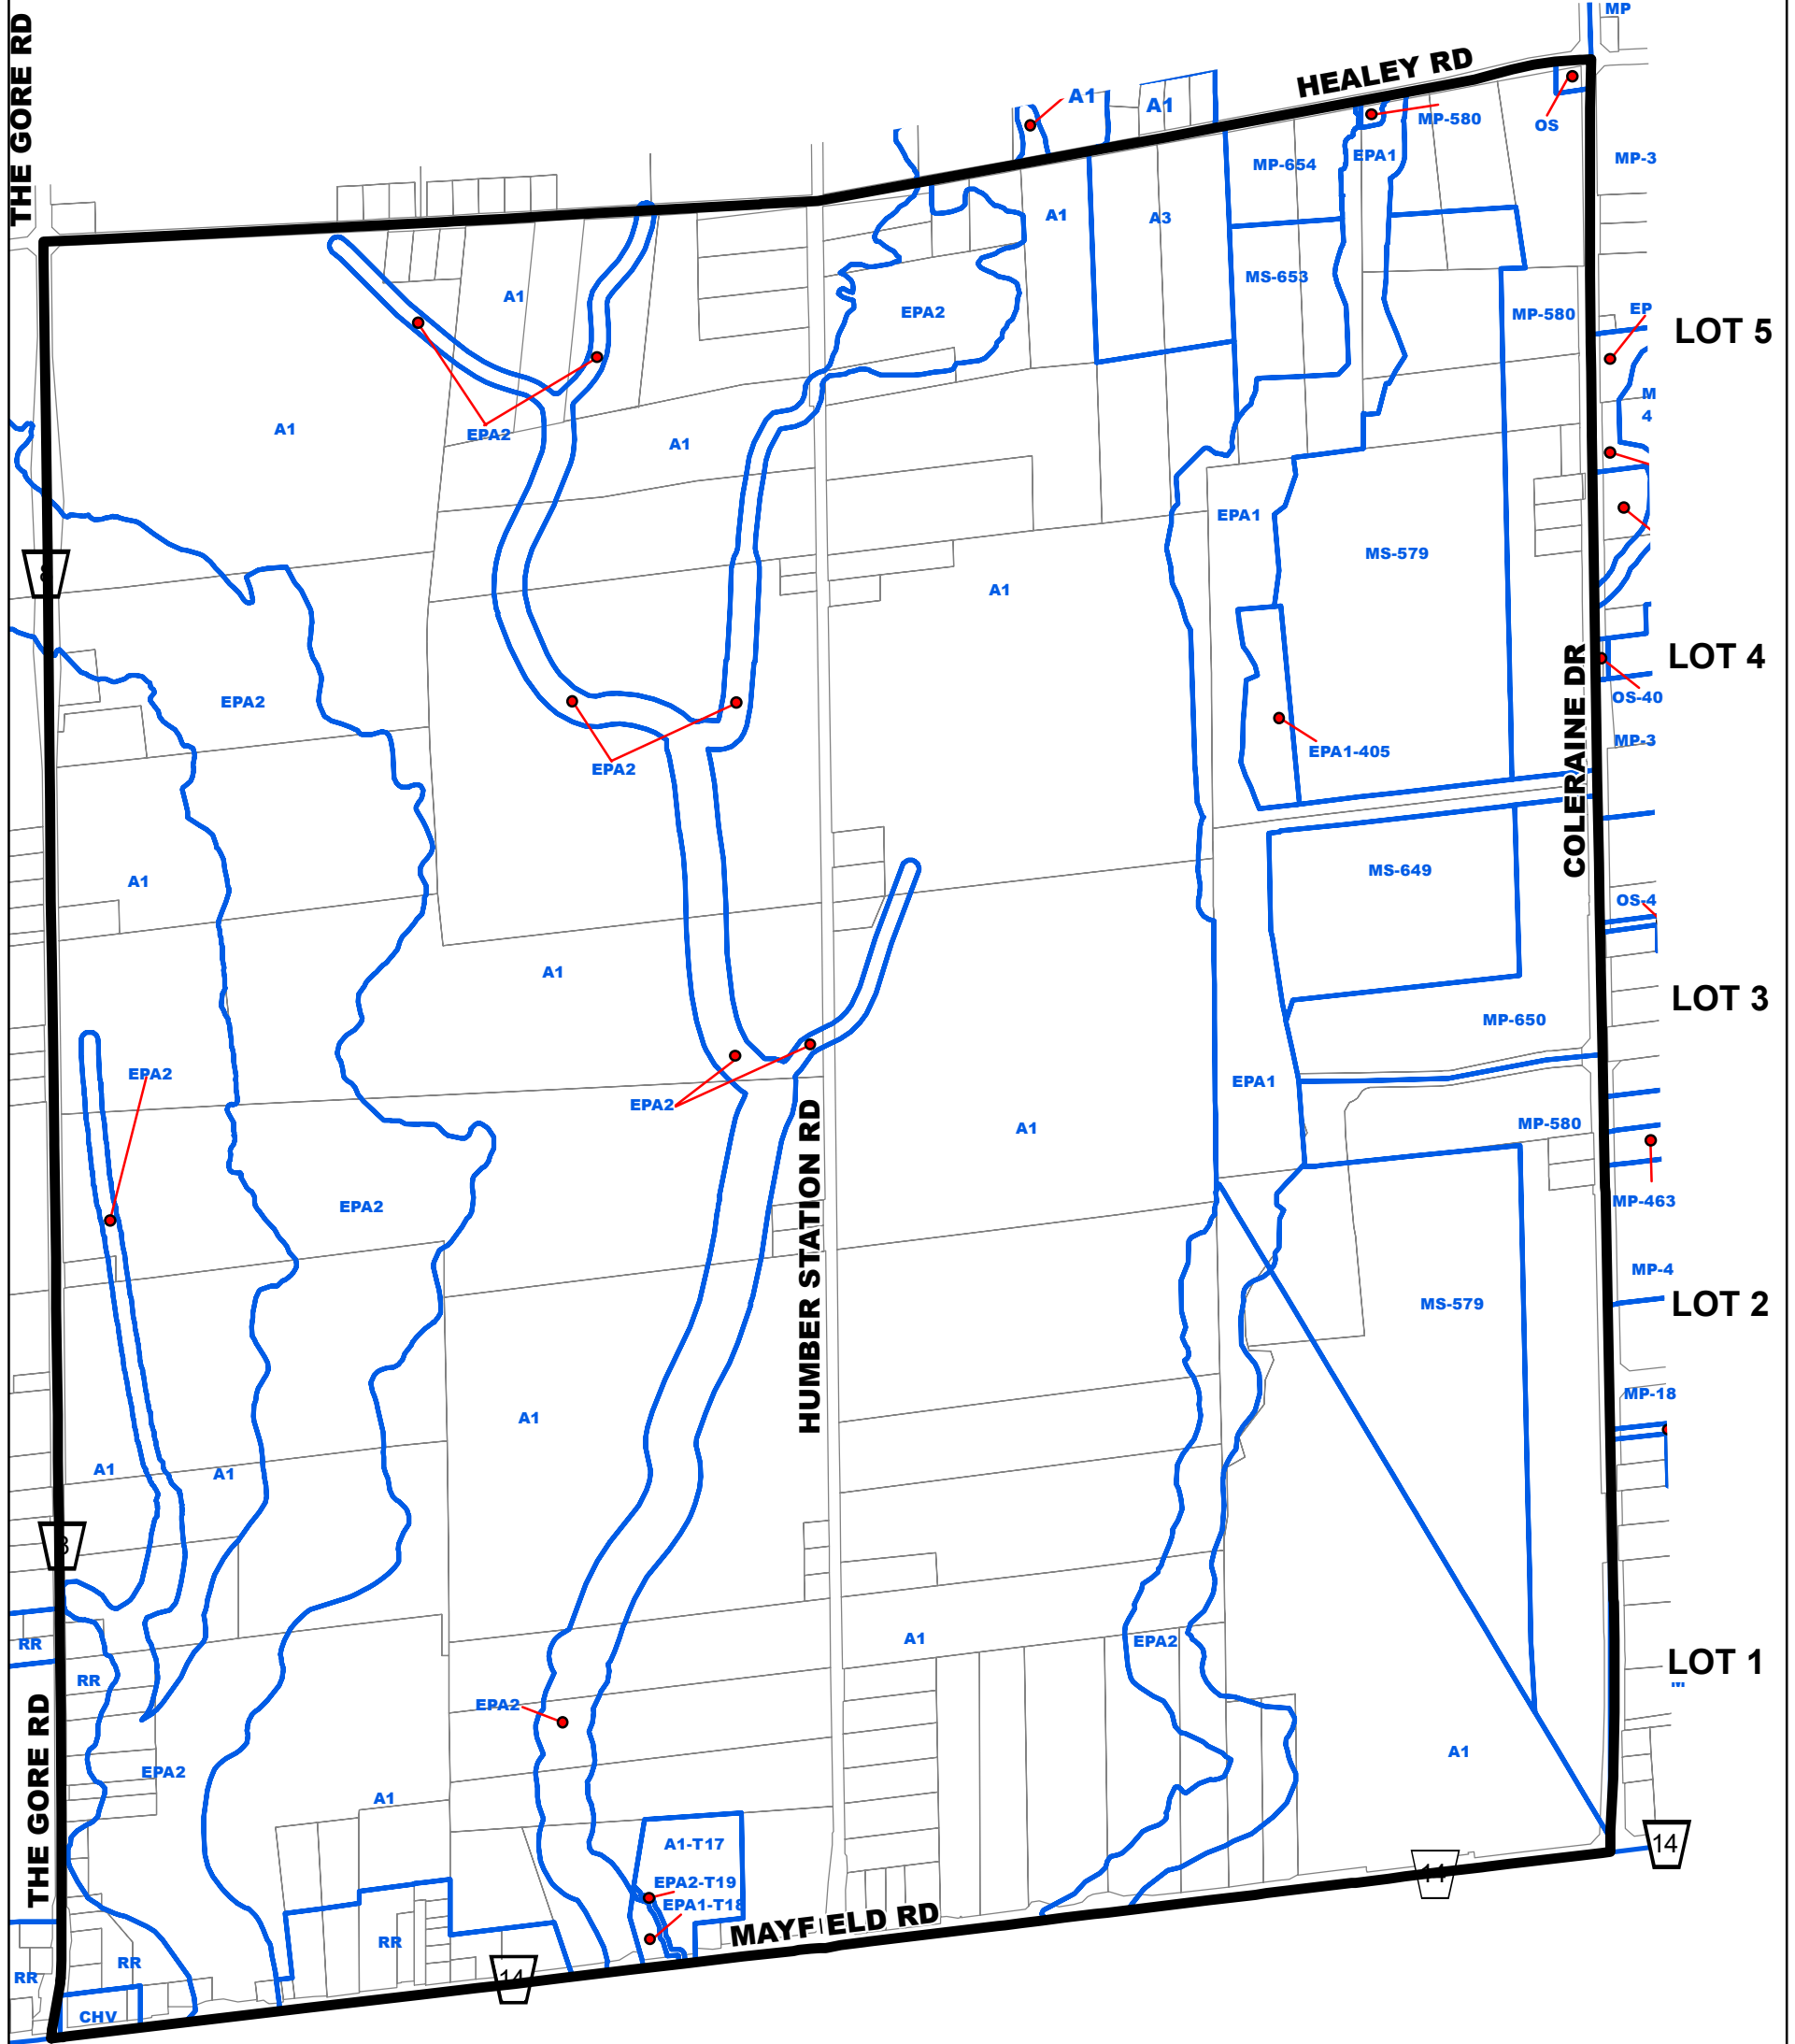 THE GORE RD
MP
HEALEY RD
A1
A1
MP-580
OS
MP-654
EPA1
MP-3
A1
A3
MS-653
A1
EPA2
MP-580
EP
LOT 5
M
4
A1
EPA2
A1
EPA1
MS-579
A1
LOT 4
COLERAINE DR
EPA2
OS-40
EPA1-405
MP-3
EPA2
A1
MS-649
OS-4
A1
LOT 3
MP-650
EPA2
EPA1
EPA2
HUMBER STATION RD
A1
MP-580
EPA2
MP-463
MP-4
MS-579
LOT 2
MP-18
A1
A1
A1
8
RR
A1
EPA2
LOT 1
RR
EPA2
THE GORE RD
EPA2
A1
A1
A1-T17
14
14
EPA2-T19
EPA1-T18
MAYFIELD RD
RR
RR
RR
14
CHV